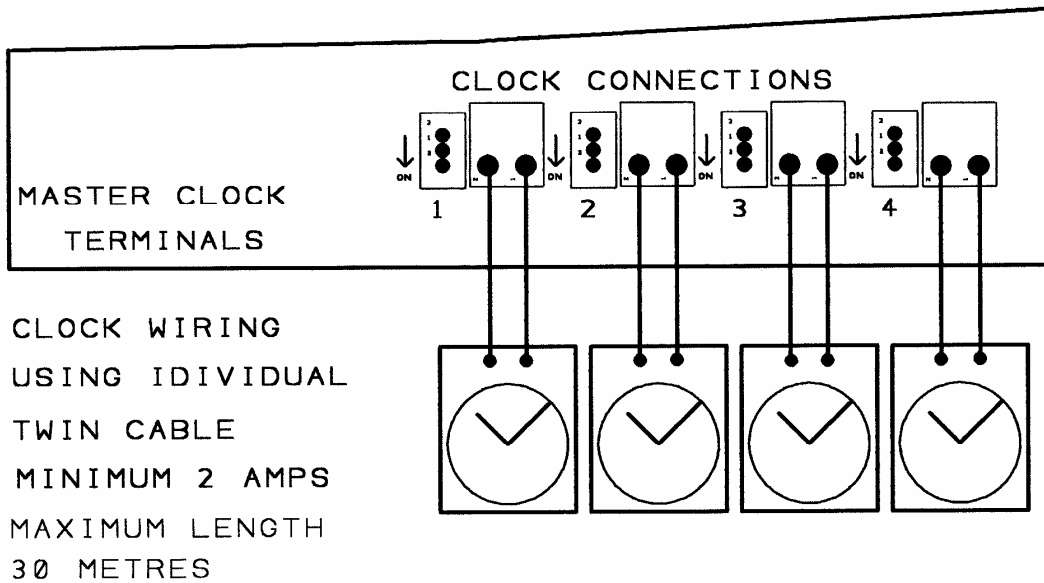 CLOCK CONNECTIONS
ON
ON
ON
ON
1
2
3
4
MASTER CLOCK
TERMINALS
CLOCK WIRING
USING IDIVIDUAL
TWIN CABLE
MINIMUM 2 AMPS
MAXIMUM LENGTH
30 METRES